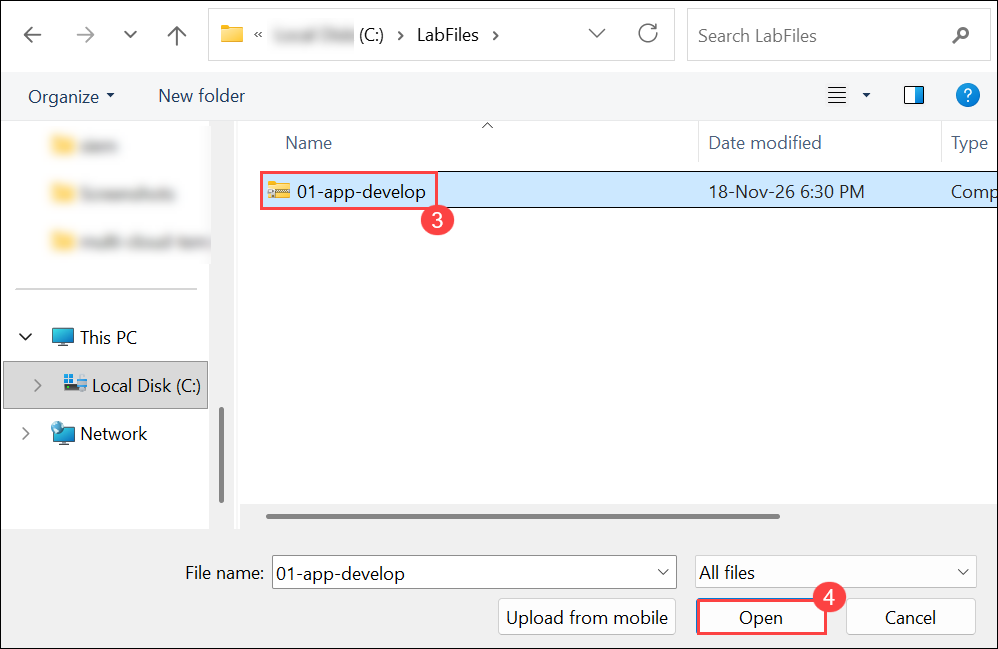 « (C:) > LabFiles >
Search LabFiles
Organize
New folder
?
Name
Date modified
Type
01-app-develop
18-Nov-26 6:30 PM
Comp
3
This PC
Local Disk (C:)
Network
File name:
01-app-develop
All files
4
Upload from mobile
Open
Cancel